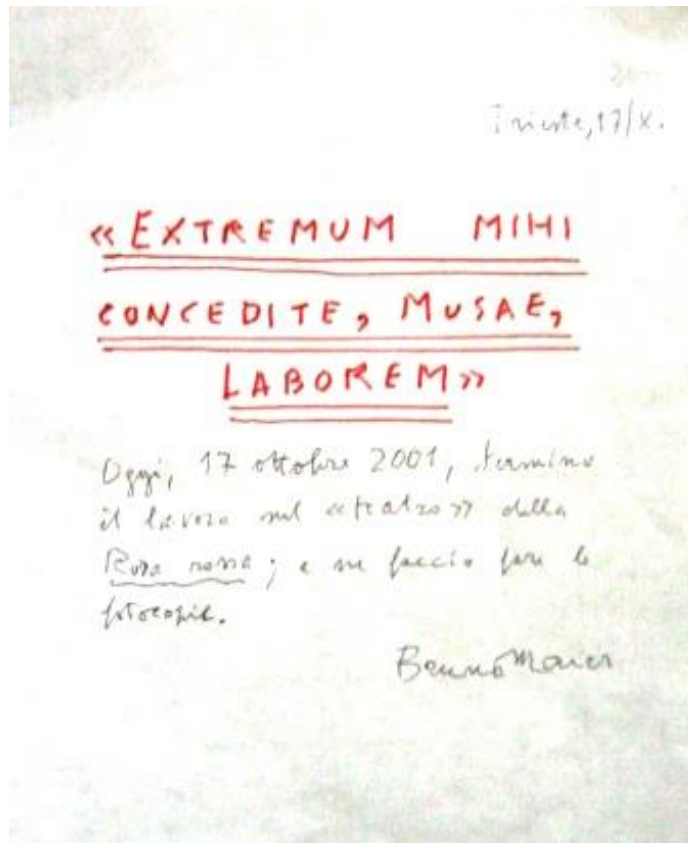 Trieste, 17/X.
«EXTREMUM MIHI
CONCEDITE, MUSAE,
LABOREM»
Oggi, 17 ottobre 2001, termino
il lavoro sul «teatro» della
Rosa rossa; e ne faccio fare le
fotocopie.
Bruno Maier